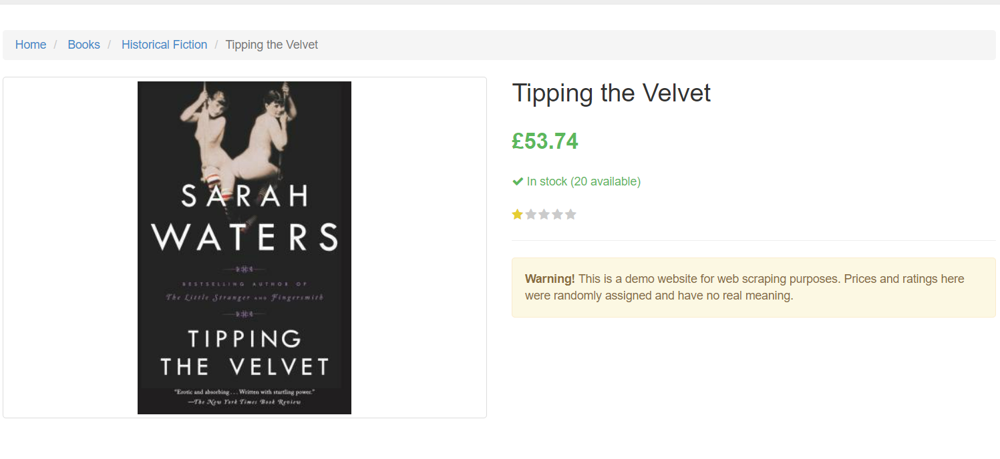 Home / Books / Historical Fiction / Tipping the Velvet
SARAH
WATERS
BESTSELLING AUTHOR OF
The Little Stranger AND Fingersmith
TIPPING
THE VELVET
"Erotic and absorbing . . . Written with startling power."
—The New York Times Book Review
Tipping the Velvet
£53.74
In stock (20 available)
Warning! This is a demo website for web scraping purposes. Prices and ratings here
were randomly assigned and have no real meaning.